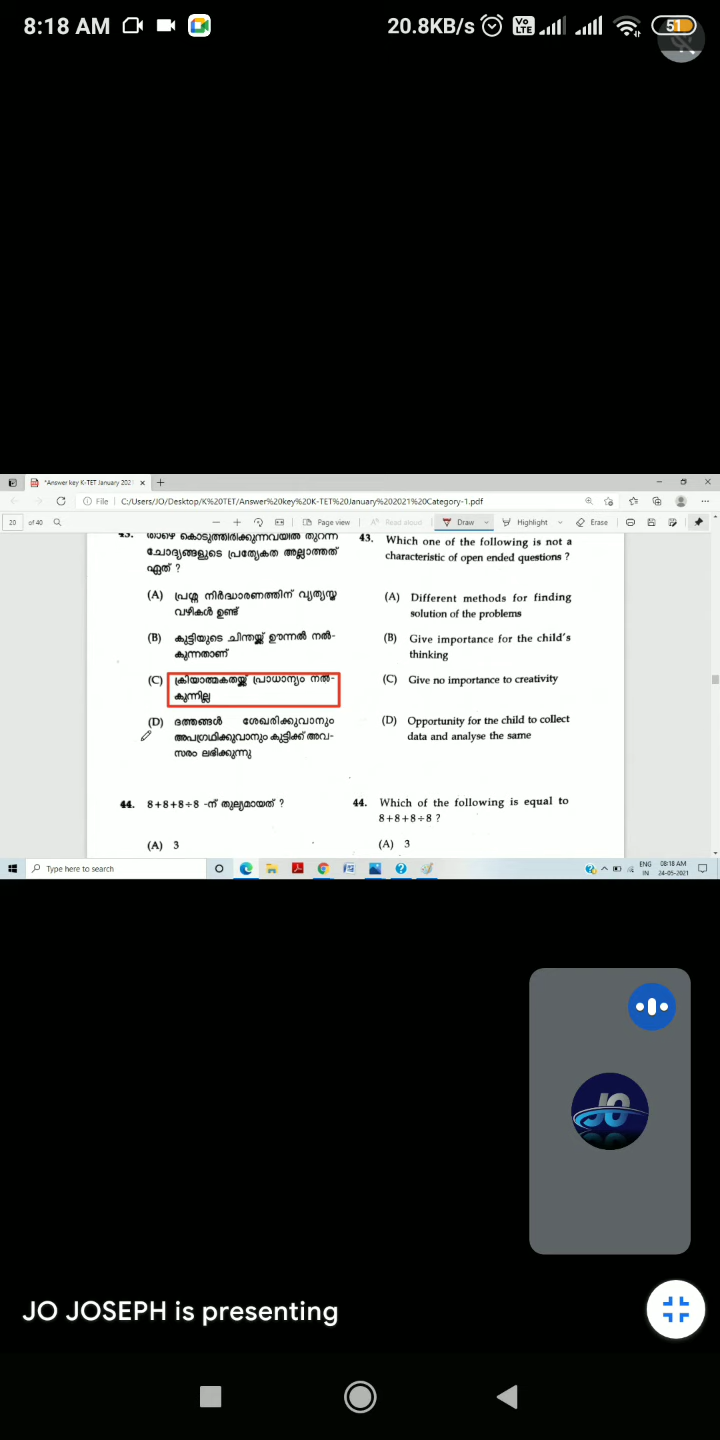 8:18 AM
20.8KB/s
Vo LTE
51
*Answer key K-TET January 202
File
C:/Users/JO/Desktop/K%20TET/Answer%20key%20K-TET%20January%202021%20Category-1.pdf
20 of 40
Page view
Read aloud
Draw
Highlight
Erase
43. താഴെ കൊടുത്തിരിക്കുന്നവയിൽ തുറന്ന
ചോദ്യങ്ങളുടെ പ്രത്യേകത അല്ലാത്തത്
ഏത് ?
(A) പ്രശ്ന നിർദ്ധാരണത്തിന് വ്യത്യസ്ത
വഴികൾ ഉണ്ട്
(B) കുട്ടിയുടെ ചിന്തയ്ക്ക് ഊന്നൽ നൽ-
കുന്നതാണ്
(C) ക്രിയാത്മകതയ്ക്ക് പ്രാധാന്യം നൽ-
കുന്നില്ല
(D) ദത്തങ്ങൾ ശേഖരിക്കുവാനും
അപഗ്രഥിക്കുവാനും കുട്ടിക്ക് അവ-
സരം ലഭിക്കുന്നു
44. 8+8+8÷8 -ന് തുല്യമായത് ?
(A) 3
43. Which one of the following is not a
characteristic of open ended questions ?
(A) Different methods for finding
solution of the problems
(B) Give importance for the child's
thinking
(C) Give no importance to creativity
(D) Opportunity for the child to collect
data and analyse the same
44. Which of the following is equal to
8+8+8÷8 ?
(A) 3
Type here to search
ENG
IN
08:18 AM
24-05-2021
JO
JO JOSEPH is presenting